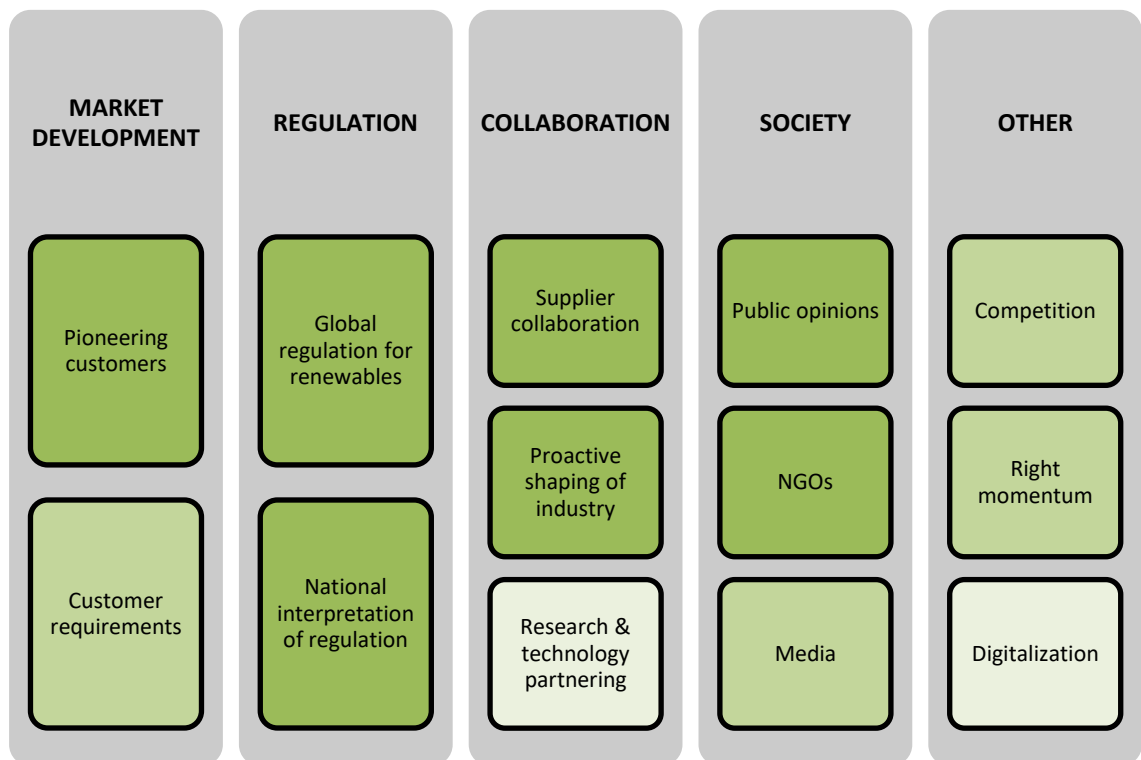 MARKET
DEVELOPMENT
Pioneering
customers
Customer
requirements
REGULATION
Global
regulation for
renewables
National
interpretation
of regulation
COLLABORATION
Supplier
collaboration
Proactive
shaping of
industry
Research &
technology
partnering
SOCIETY
Public opinions
NGOs
Media
OTHER
Competition
Right
momentum
Digitalization